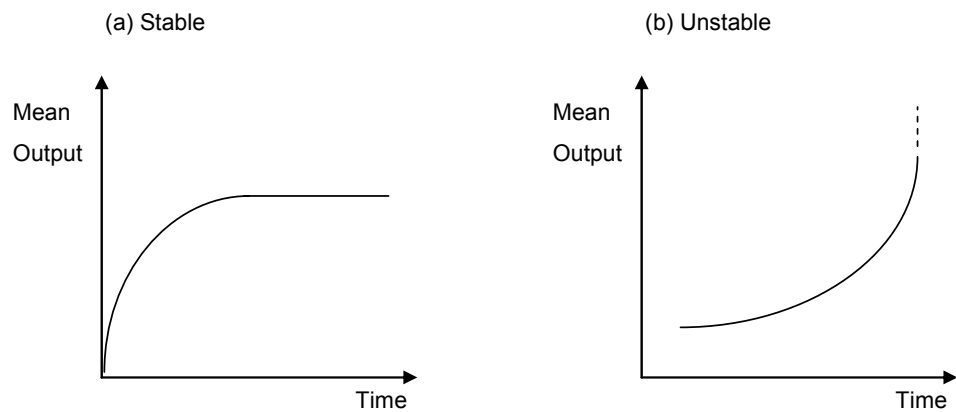 (a) Stable
Mean
Output
Time
(b) Unstable
Mean
Output
Time